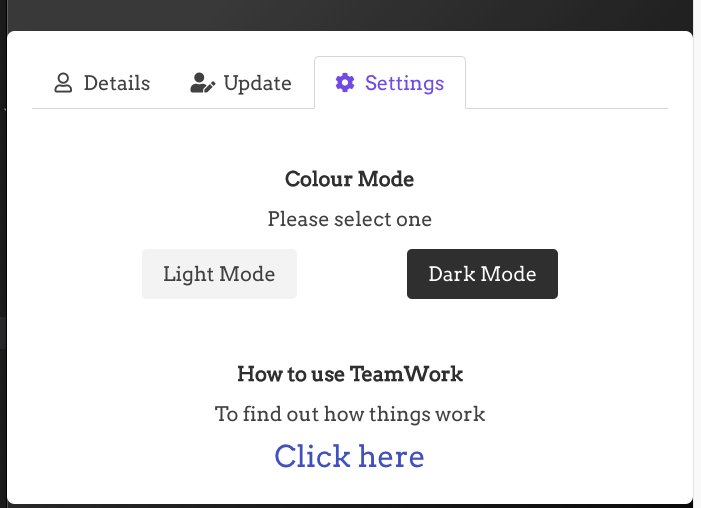 Details Update Settings
Colour Mode
Please select one
Light Mode Dark Mode
How to use TeamWork
To find out how things work
Click here